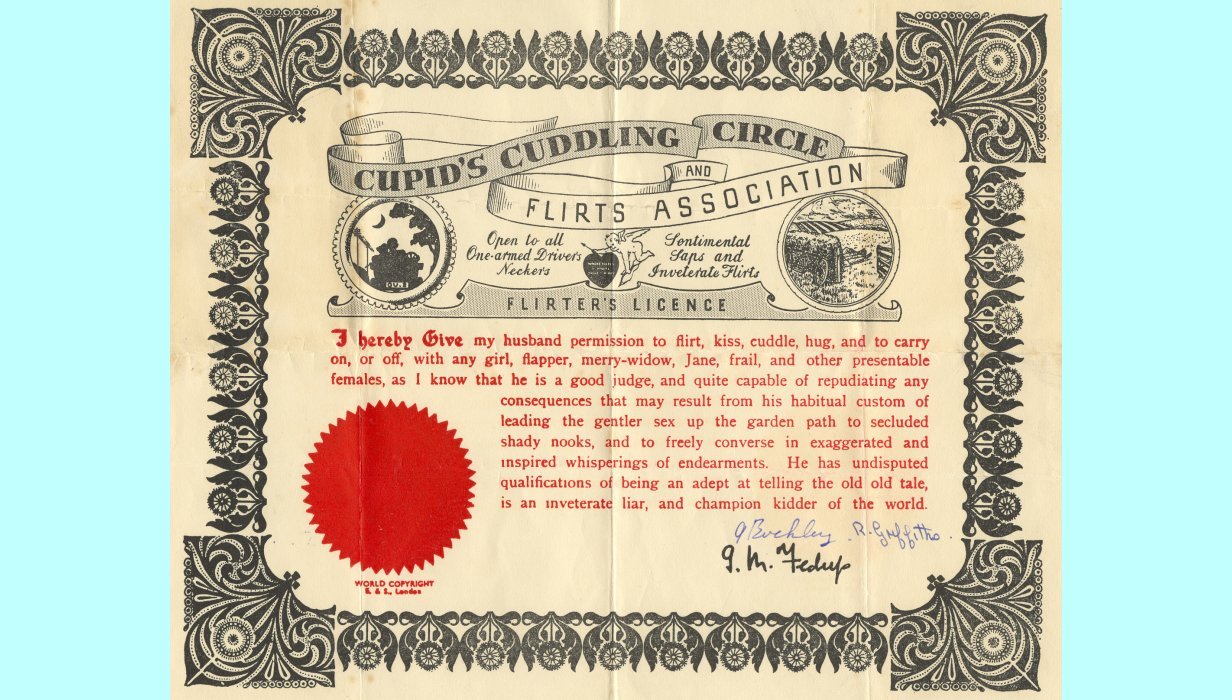 CUPID'S CUDDLING CIRCLE
AND
FLIRTS ASSOCIATION
Open to all
One-armed Drivers
Neckers
Sentimental
Saps and
Inveterate Flirts
FLIRTER'S LICENCE
I hereby Give my husband permission to flirt, kiss, cuddle, hug, and to carry
on, or off, with any girl, flapper, merry-widow, Jane, frail, and other presentable
females, as I know that he is a good judge, and quite capable of repudiating any
consequences that may result from his habitual custom of
leading the gentler sex up the garden path to secluded
shady nooks, and to freely converse in exaggerated and
inspired whisperings of endearments. He has undisputed
qualifications of being an adept at telling the old old tale,
is an inveterate liar, and champion kidder of the world.
R. Griffiths.
I. M. Fedup
WORLD COPYRIGHT
E. & S., London